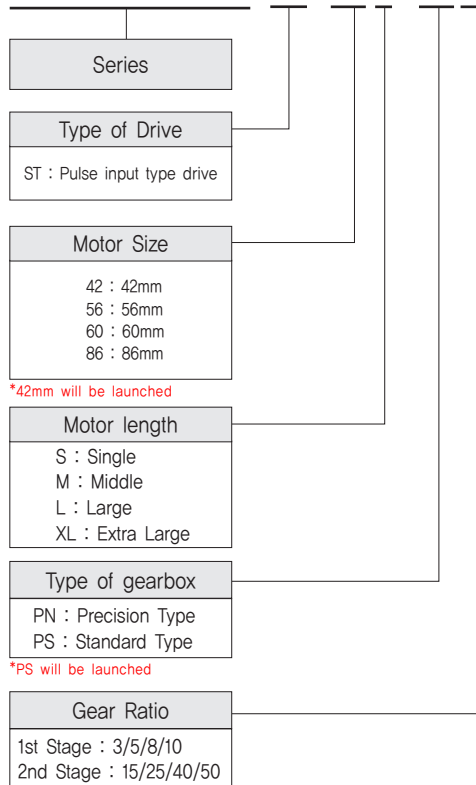 Series
Type of Drive
ST : Pulse input type drive
Motor Size
42 : 42mm
56 : 56mm
60 : 60mm
86 : 86mm
*42mm will be launched
Motor length
S : Single
M : Middle
L : Large
XL : Extra Large
Type of gearbox
PN : Precision Type
PS : Standard Type
*PS will be launched
Gear Ratio
1st Stage : 3/5/8/10
2nd Stage : 15/25/40/50